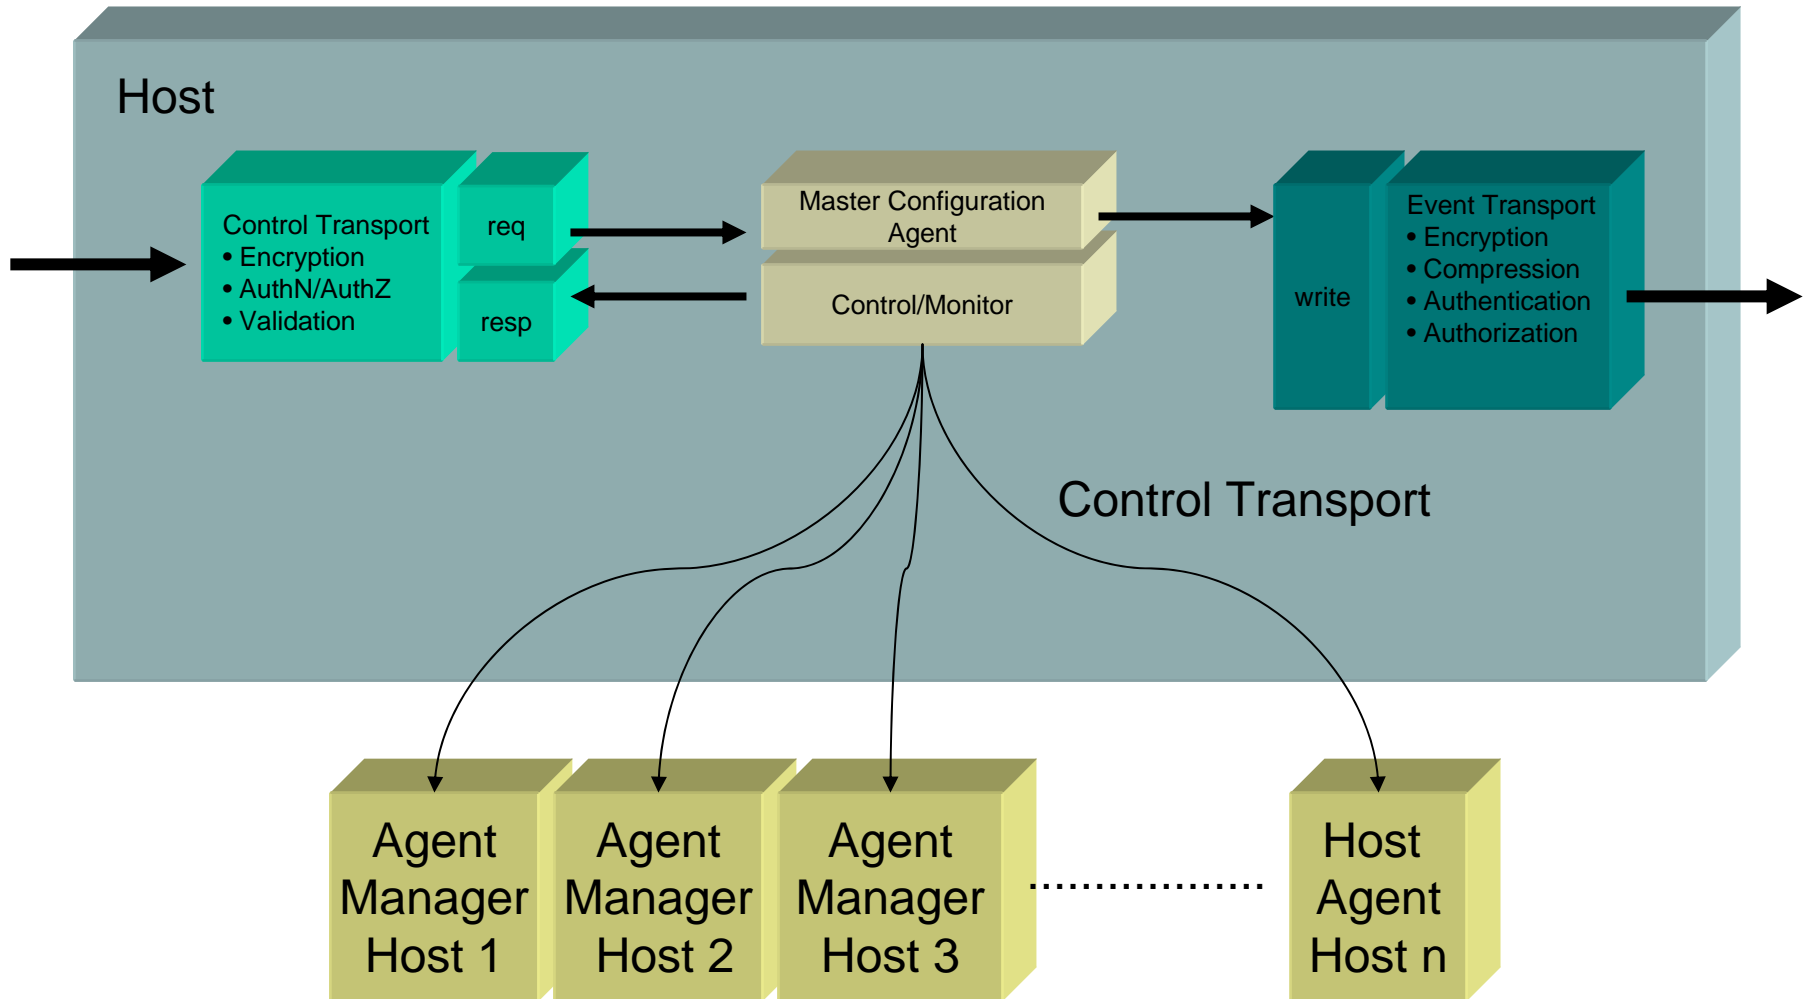 Host
Control Transport
• Encryption
• AuthN/AuthZ
• Validation
req
resp
Master Configuration
Agent
Control/Monitor
write
Event Transport
• Encryption
• Compression
• Authentication
• Authorization
Control Transport
Agent
Manager
Host 1
Agent
Manager
Host 2
Agent
Manager
Host 3
Host
Agent
Host n